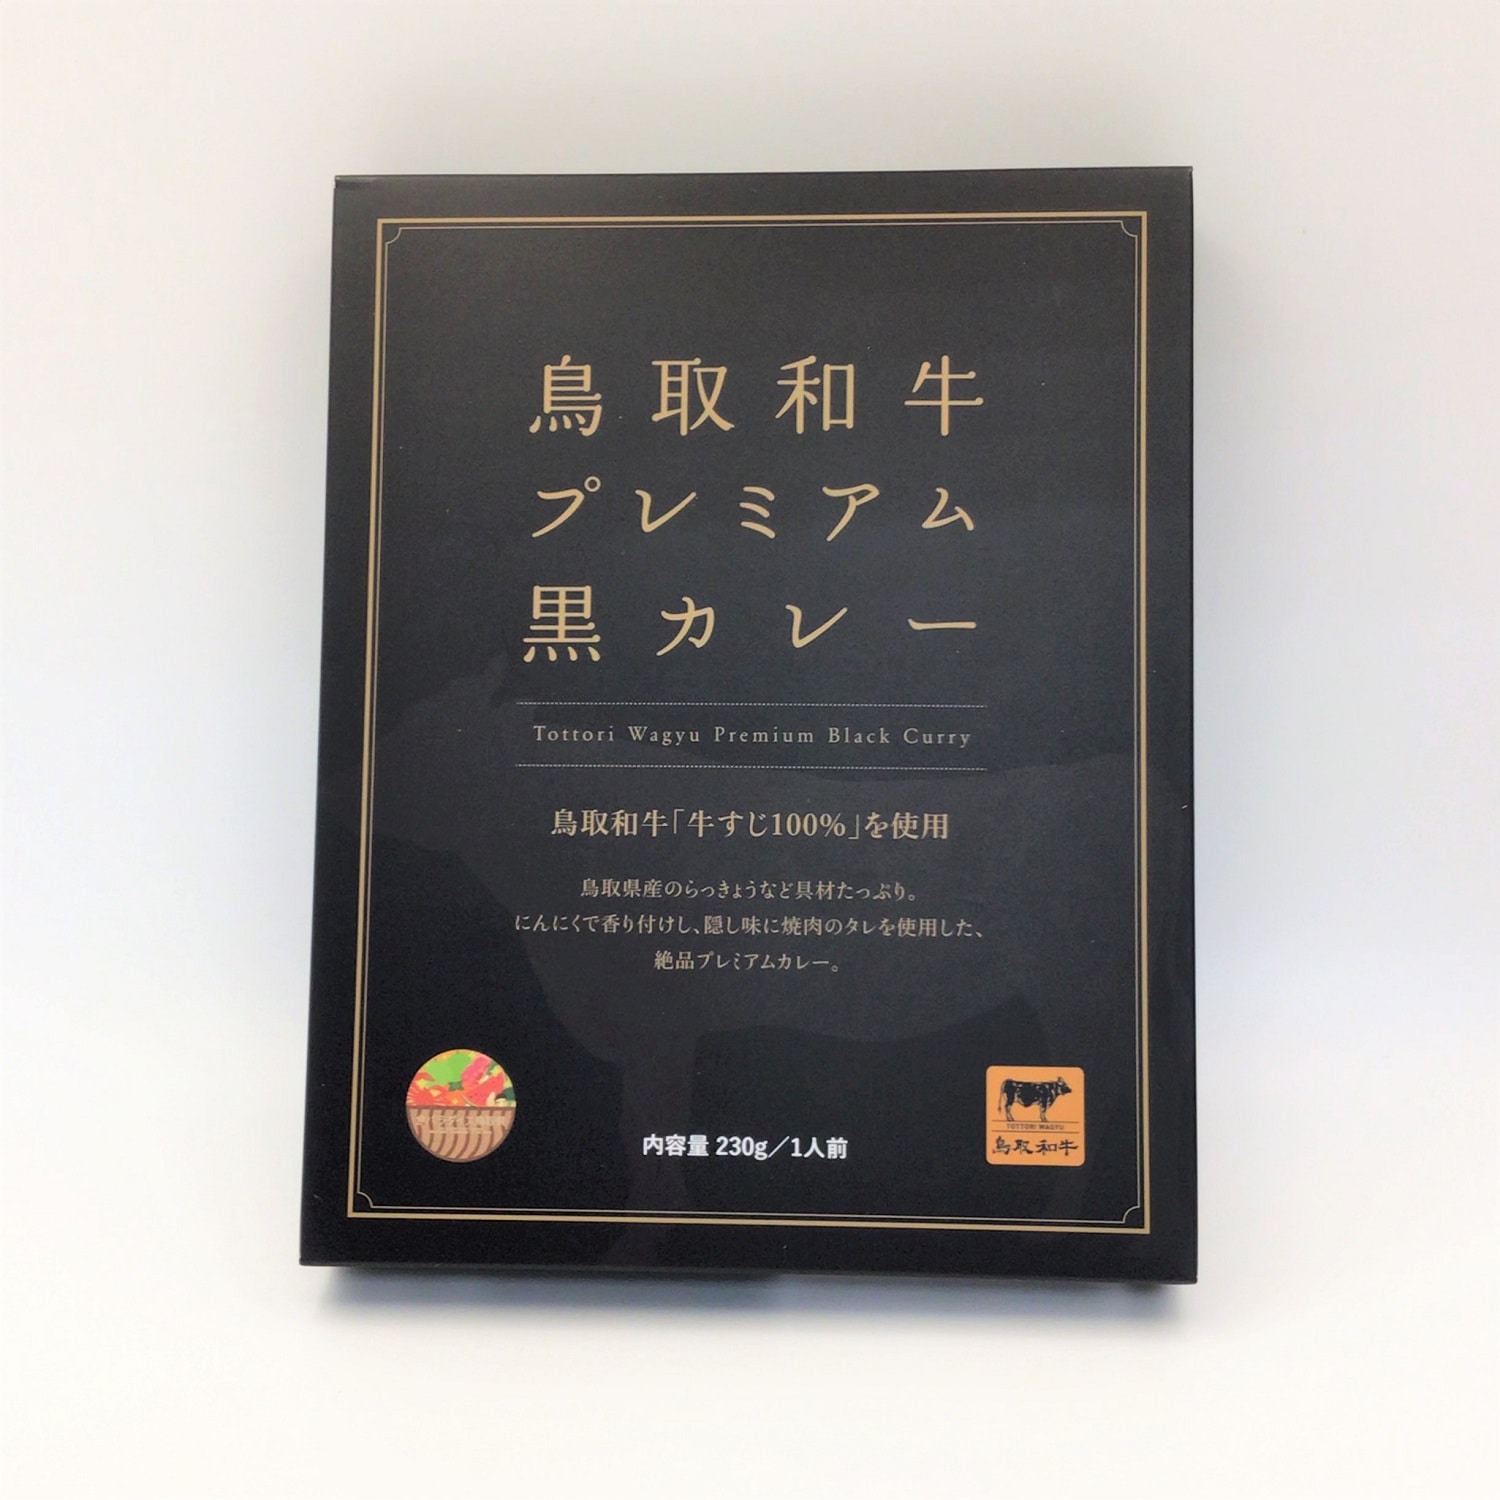 鳥取和牛
プレミアム
黒カレー
Tottori Wagyu Premium Black Curry
鳥取和牛「牛すじ100%」を使用
鳥取県産のらっきょうなど具材たっぷり。
にんにくで香り付けし、隠し味に焼肉のタレを使用した、
絶品プレミアムカレー。
内容量 230g／1人前
TOTTORI WAGYU
鳥取和牛